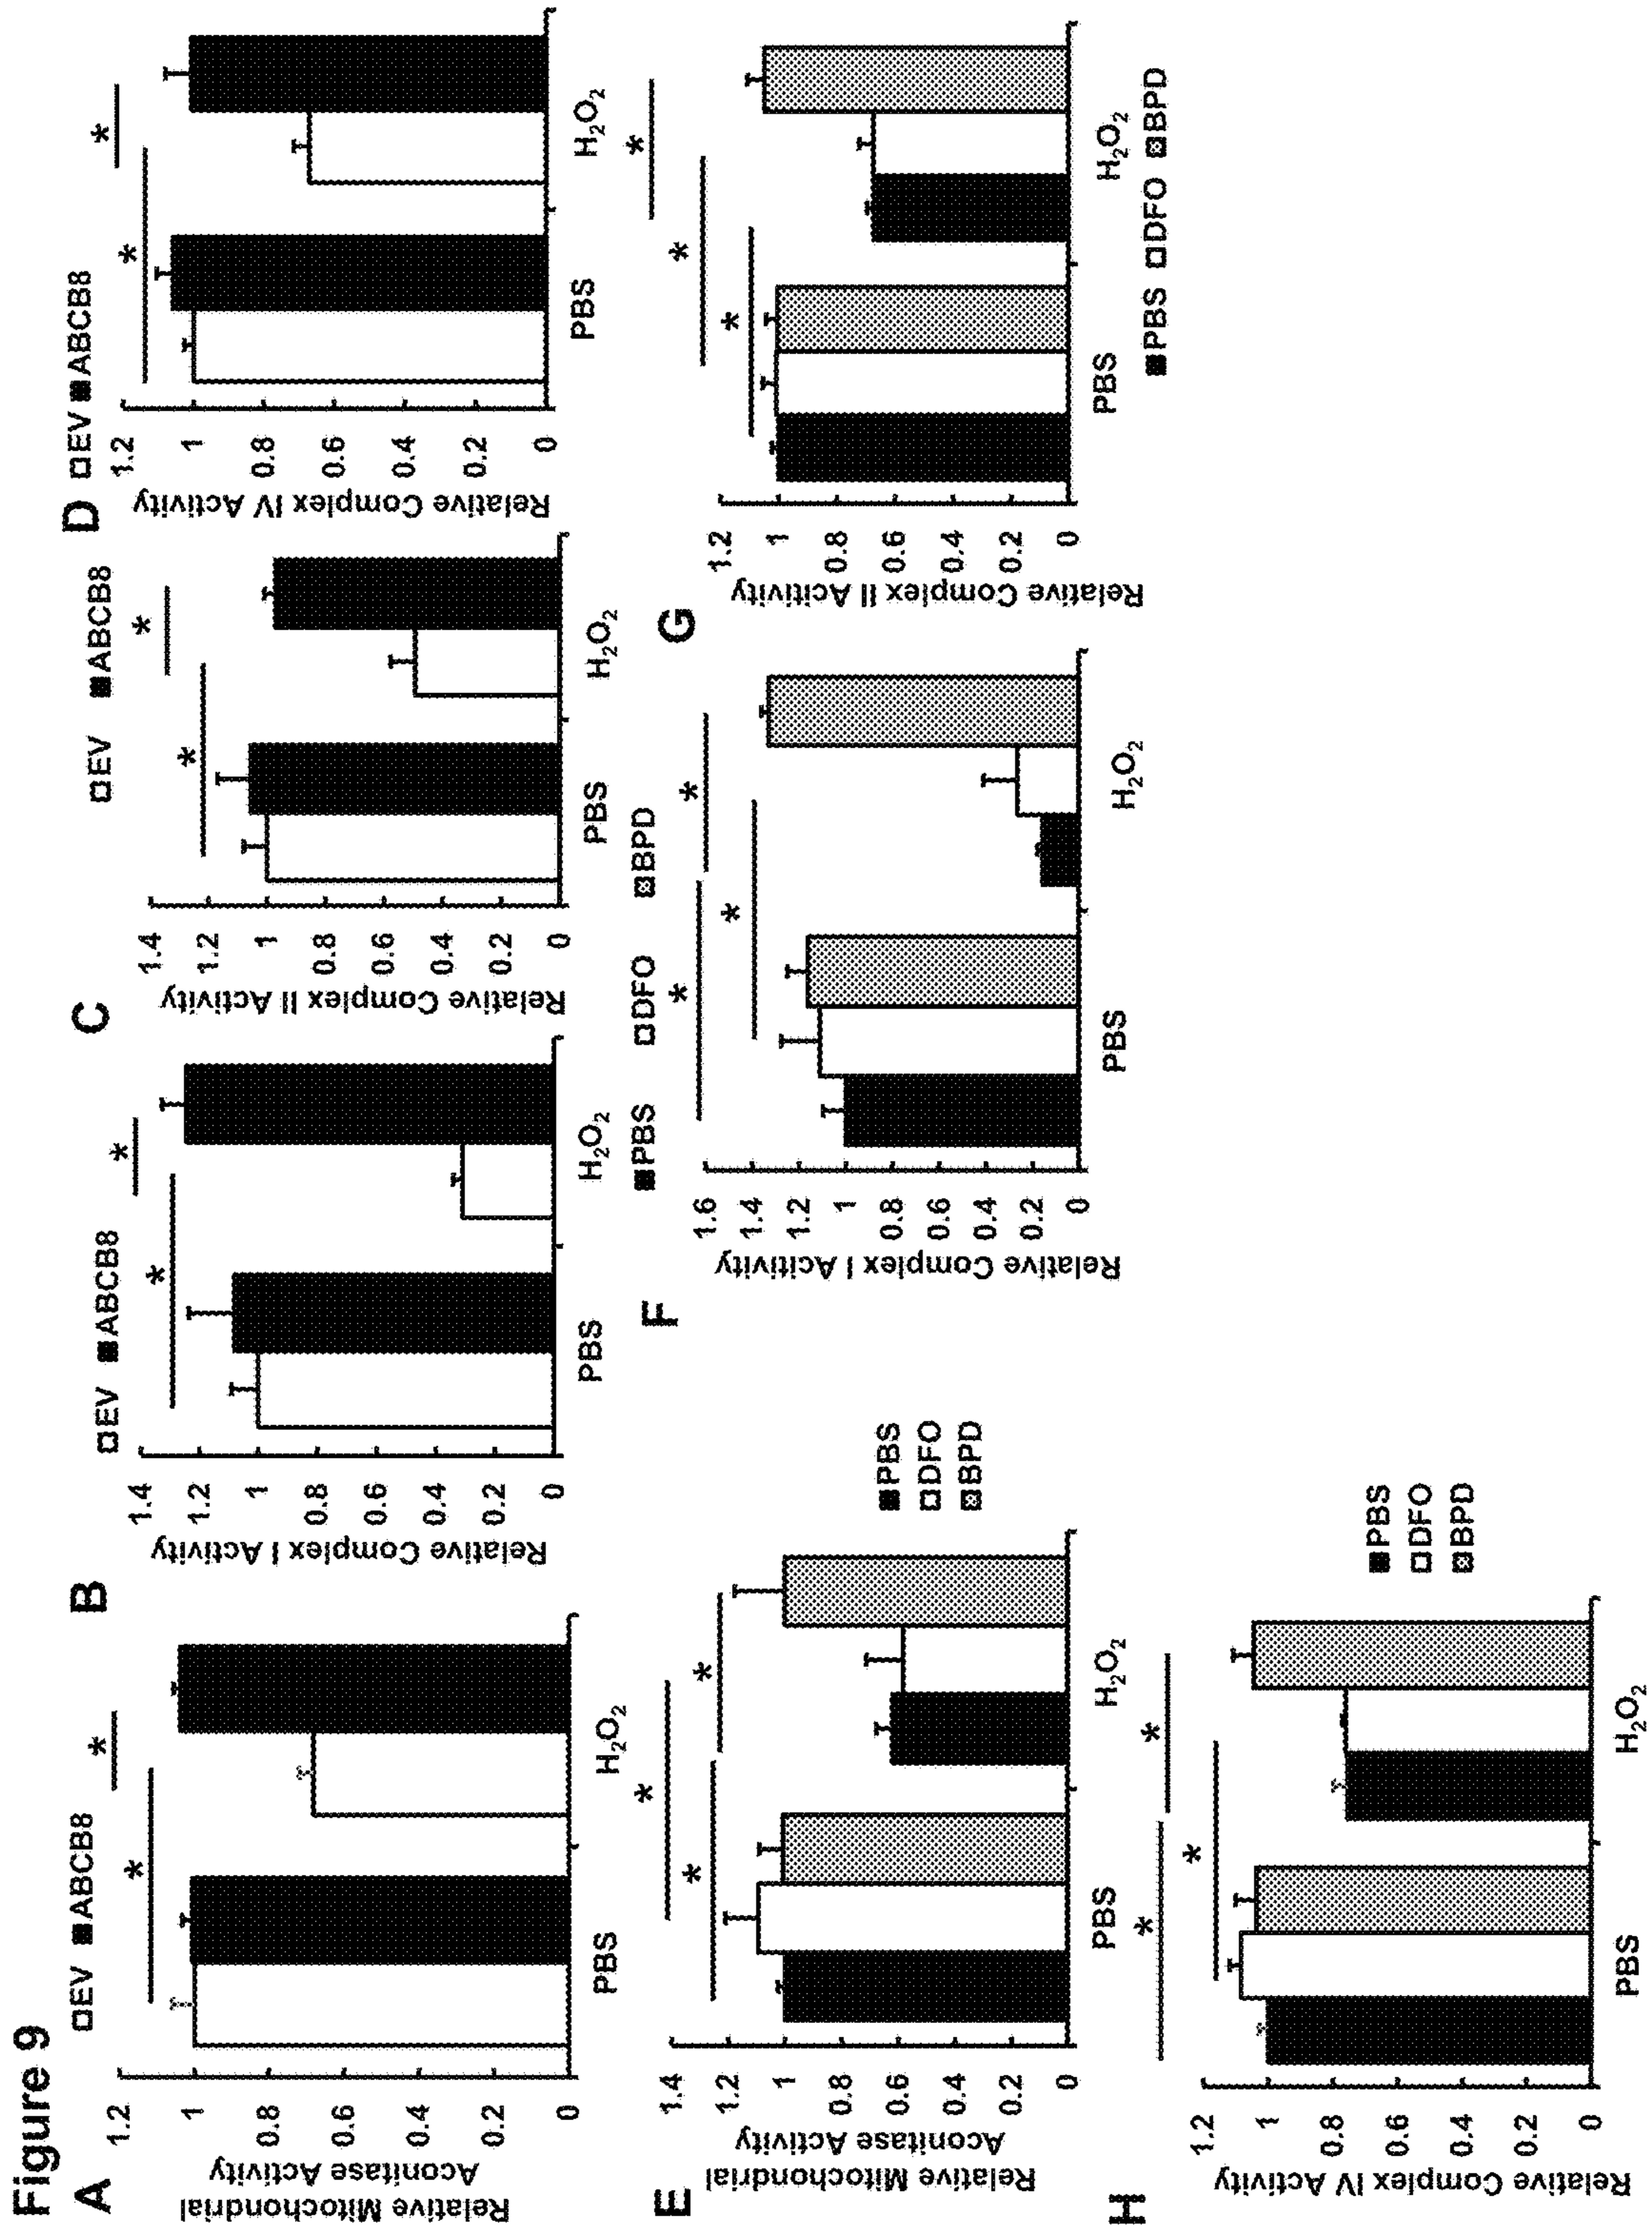 Figure 9
A
EV ABCB8
Relative Mitochondrial
Aconitase Activity
1.2
1
0.8
0.6
0.4
0.2
0
*
*
PBS H2O2
B
EV ABCB8
Relative Complex I Activity
1.4
1.2
1
0.8
0.6
0.4
0.2
0
*
*
PBS H2O2
C
EV ABCB8
Relative Complex II Activity
1.4
1.2
1
0.8
0.6
0.4
0.2
0
*
*
PBS H2O2
D
EV ABCB8
Relative Complex IV Activity
1.2
1
0.8
0.6
0.4
0.2
0
*
*
PBS H2O2
E
Relative Mitochondrial
Aconitase Activity
1.4
1.2
1
0.8
0.6
0.4
0.2
0
*
*
*
PBS H2O2
PBS
DFO
BPD
F
PBS DFO BPD
Relative Complex I Acitivity
1.6
1.4
1.2
1
0.8
0.6
0.4
0.2
0
*
*
*
PBS H2O2
G
Relative Complex II Acitivity
1.2
1
0.8
0.6
0.4
0.2
0
*
*
*
PBS H2O2
PBS DFO BPD
H
Relative Complex IV Activity
1.2
1
0.8
0.6
0.4
0.2
0
*
*
*
PBS H2O2
PBS
DFO
BPD